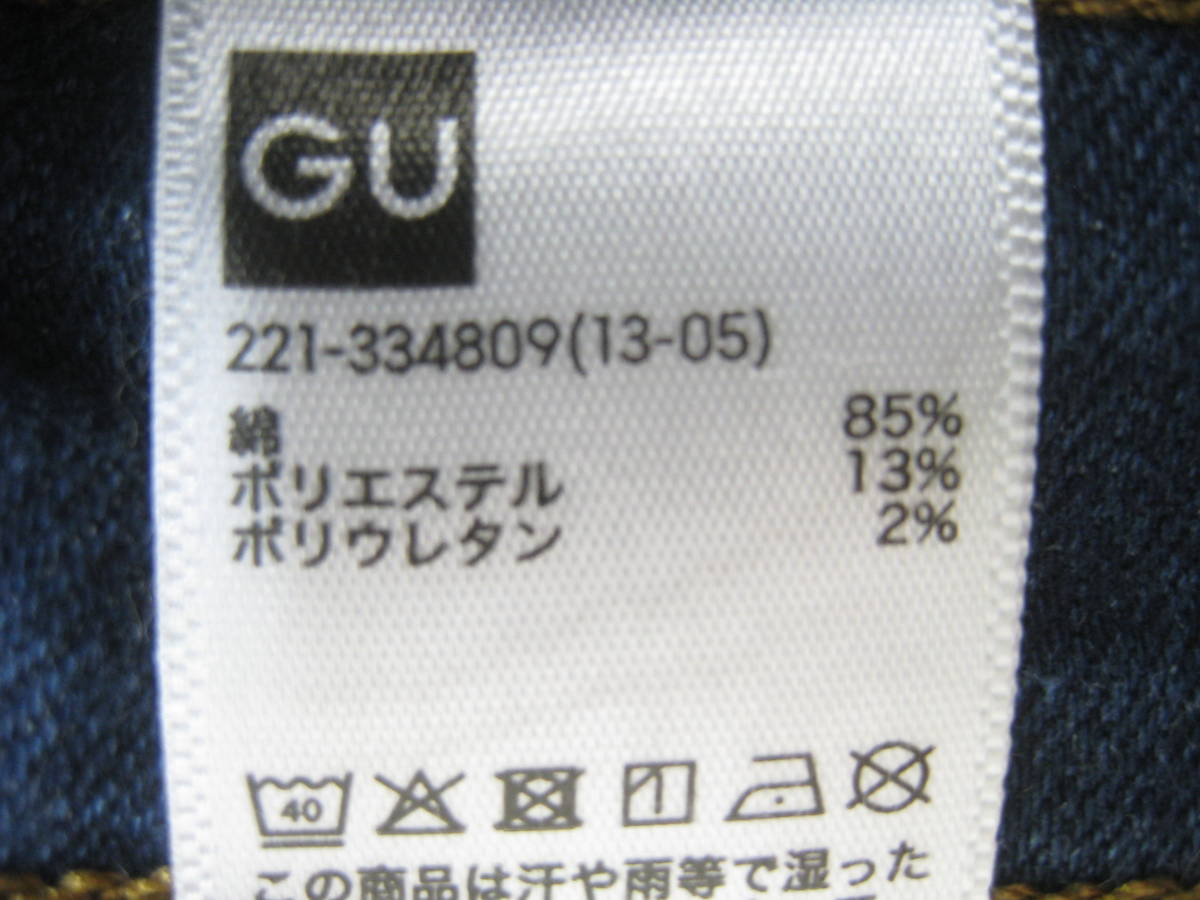 GU
221-334809(13-05)
綿 85%
ポリエステル 13%
ポリウレタン 2%
40
この商品は汗や雨等で湿った